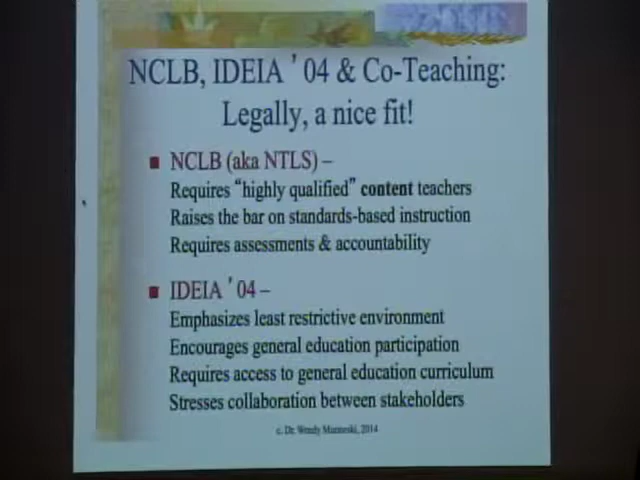 NCLB, IDEIA '04 & Co-Teaching:
Legally, a nice fit!
NCLB (aka NTLS) –
Requires "highly qualified" content teachers
Raises the bar on standards-based instruction
Requires assessments & accountability
IDEIA '04 –
Emphasizes least restrictive environment
Encourages general education participation
Requires access to general education curriculum
Stresses collaboration between stakeholders
c. Dr. Wendy Murawski, 2014